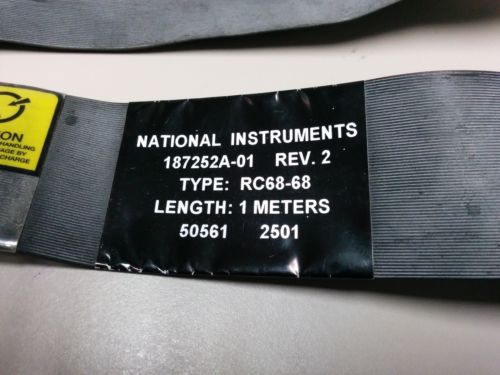 ON
HANDLING
AGE BY
CHARGE
NATIONAL INSTRUMENTS
187252A-01 REV. 2
TYPE: RC68-68
LENGTH: 1 METERS
50561 2501